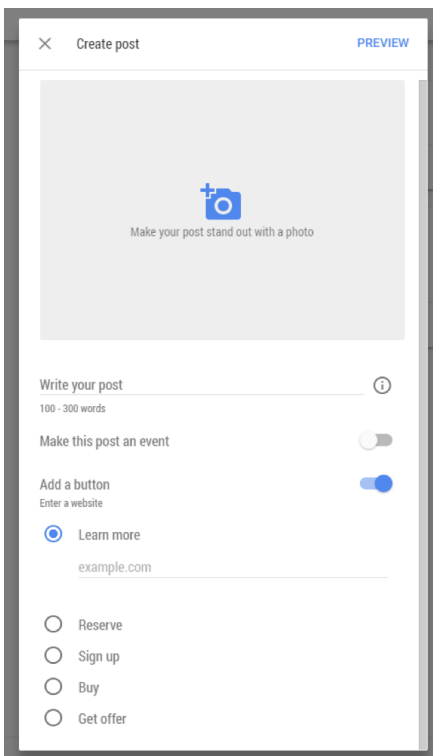 Create post
PREVIEW
Make your post stand out with a photo
Write your post
100 - 300 words
Make this post an event
Add a button
Enter a website
Learn more
example.com
Reserve
Sign up
Buy
Get offer